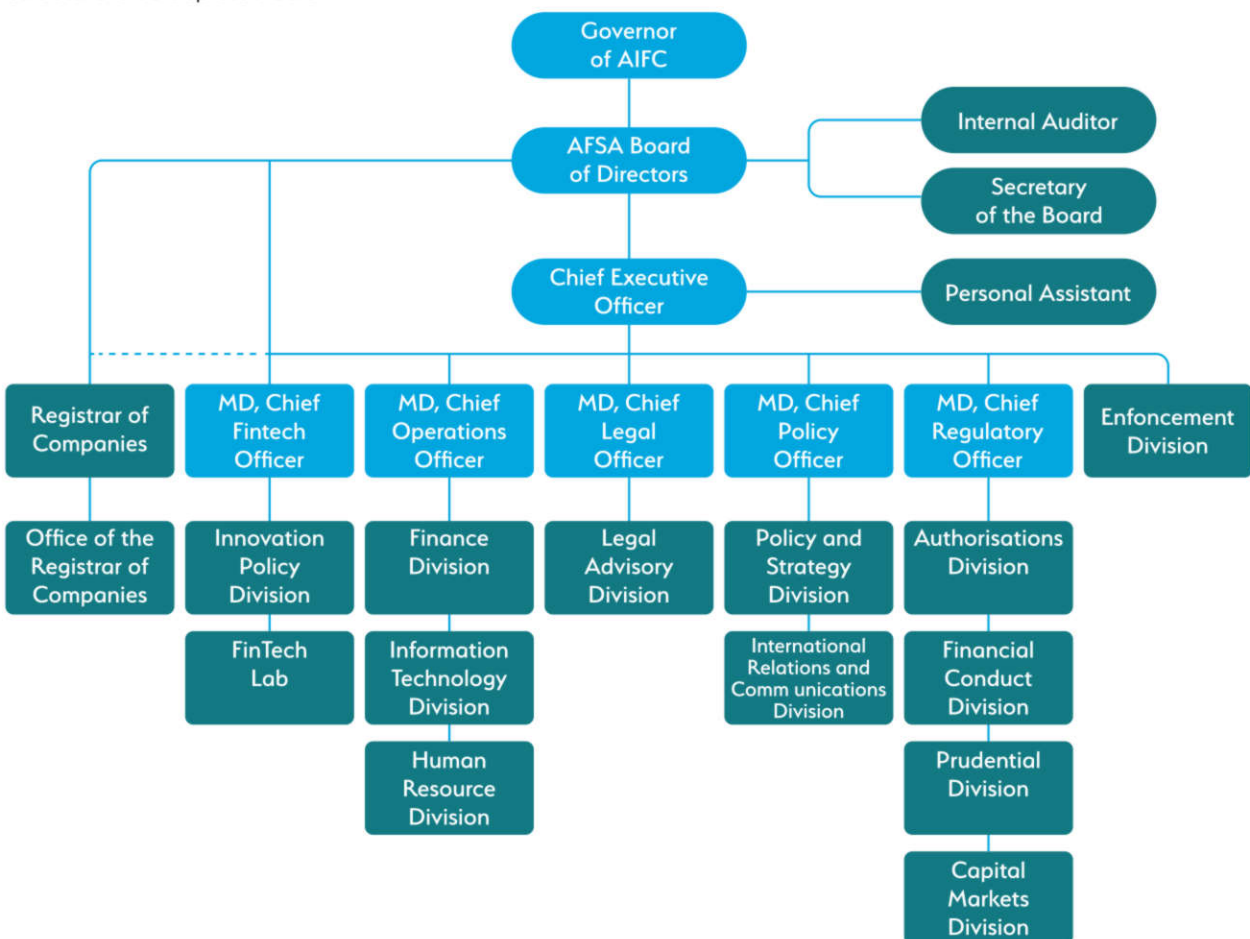 Governor
of AIFC
Internal Auditor
AFSA Board
of Directors
Secretary
of the Board
Chief Executive
Officer
Personal Assistant
Registrar of
Companies
MD, Chief
Fintech
Officer
MD, Chief
Operations
Officer
MD, Chief
Legal
Officer
MD, Chief
Policy
Officer
MD, Chief
Regulatory
Officer
Enfoncement
Division
Office of the
Registrar of
Companies
Innovation
Policy
Division
Finance
Division
Legal
Advisory
Division
Policy and
Strategy
Division
Authorisations
Division
FinTech
Lab
Information
Technology
Division
International
Relations and
Comm unications
Division
Financial
Conduct
Division
Human
Resource
Division
Prudential
Division
Capital
Markets
Division